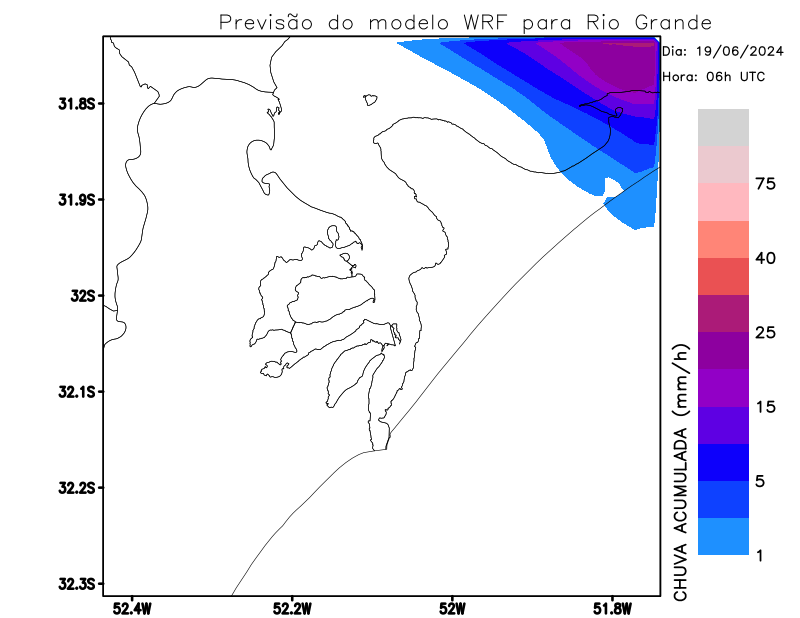 Previsão do modelo WRF para Rio Grande
Dia: 19/06/2024
Hora: 06h UTC
31.8S
31.9S
32S
32.1S
32.2S
32.3S
52.4W
52.2W
52W
51.8W
75
40
25
15
5
1
CHUVA ACUMULADA (mm/h)